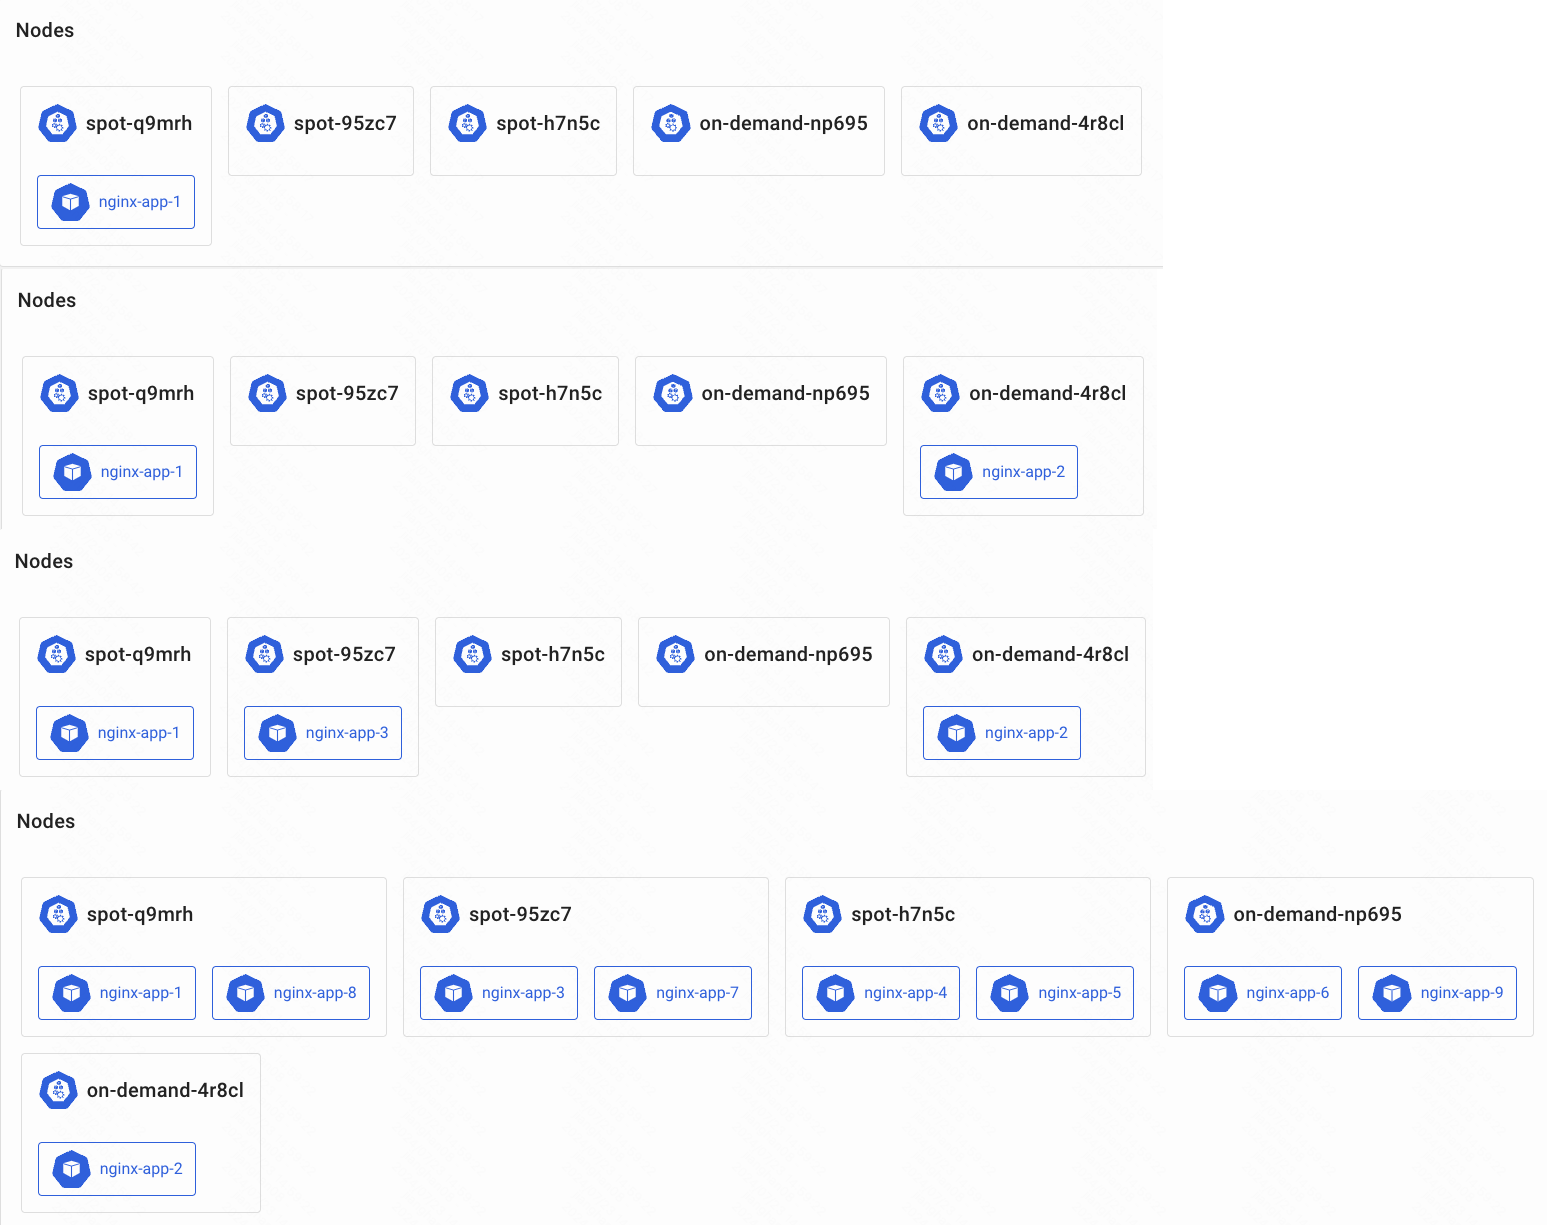 Nodes
spot-q9mrh spot-95zc7 spot-h7n5c on-demand-np695 on-demand-4r8cl
nginx-app-1
Nodes
spot-q9mrh spot-95zc7 spot-h7n5c on-demand-np695 on-demand-4r8cl
nginx-app-1 nginx-app-2
Nodes
spot-q9mrh spot-95zc7 spot-h7n5c on-demand-np695 on-demand-4r8cl
nginx-app-1 nginx-app-3 nginx-app-2
Nodes
spot-q9mrh spot-95zc7 spot-h7n5c on-demand-np695
nginx-app-1 nginx-app-8 nginx-app-3 nginx-app-7 nginx-app-4 nginx-app-5 nginx-app-6 nginx-app-9
on-demand-4r8cl
nginx-app-2